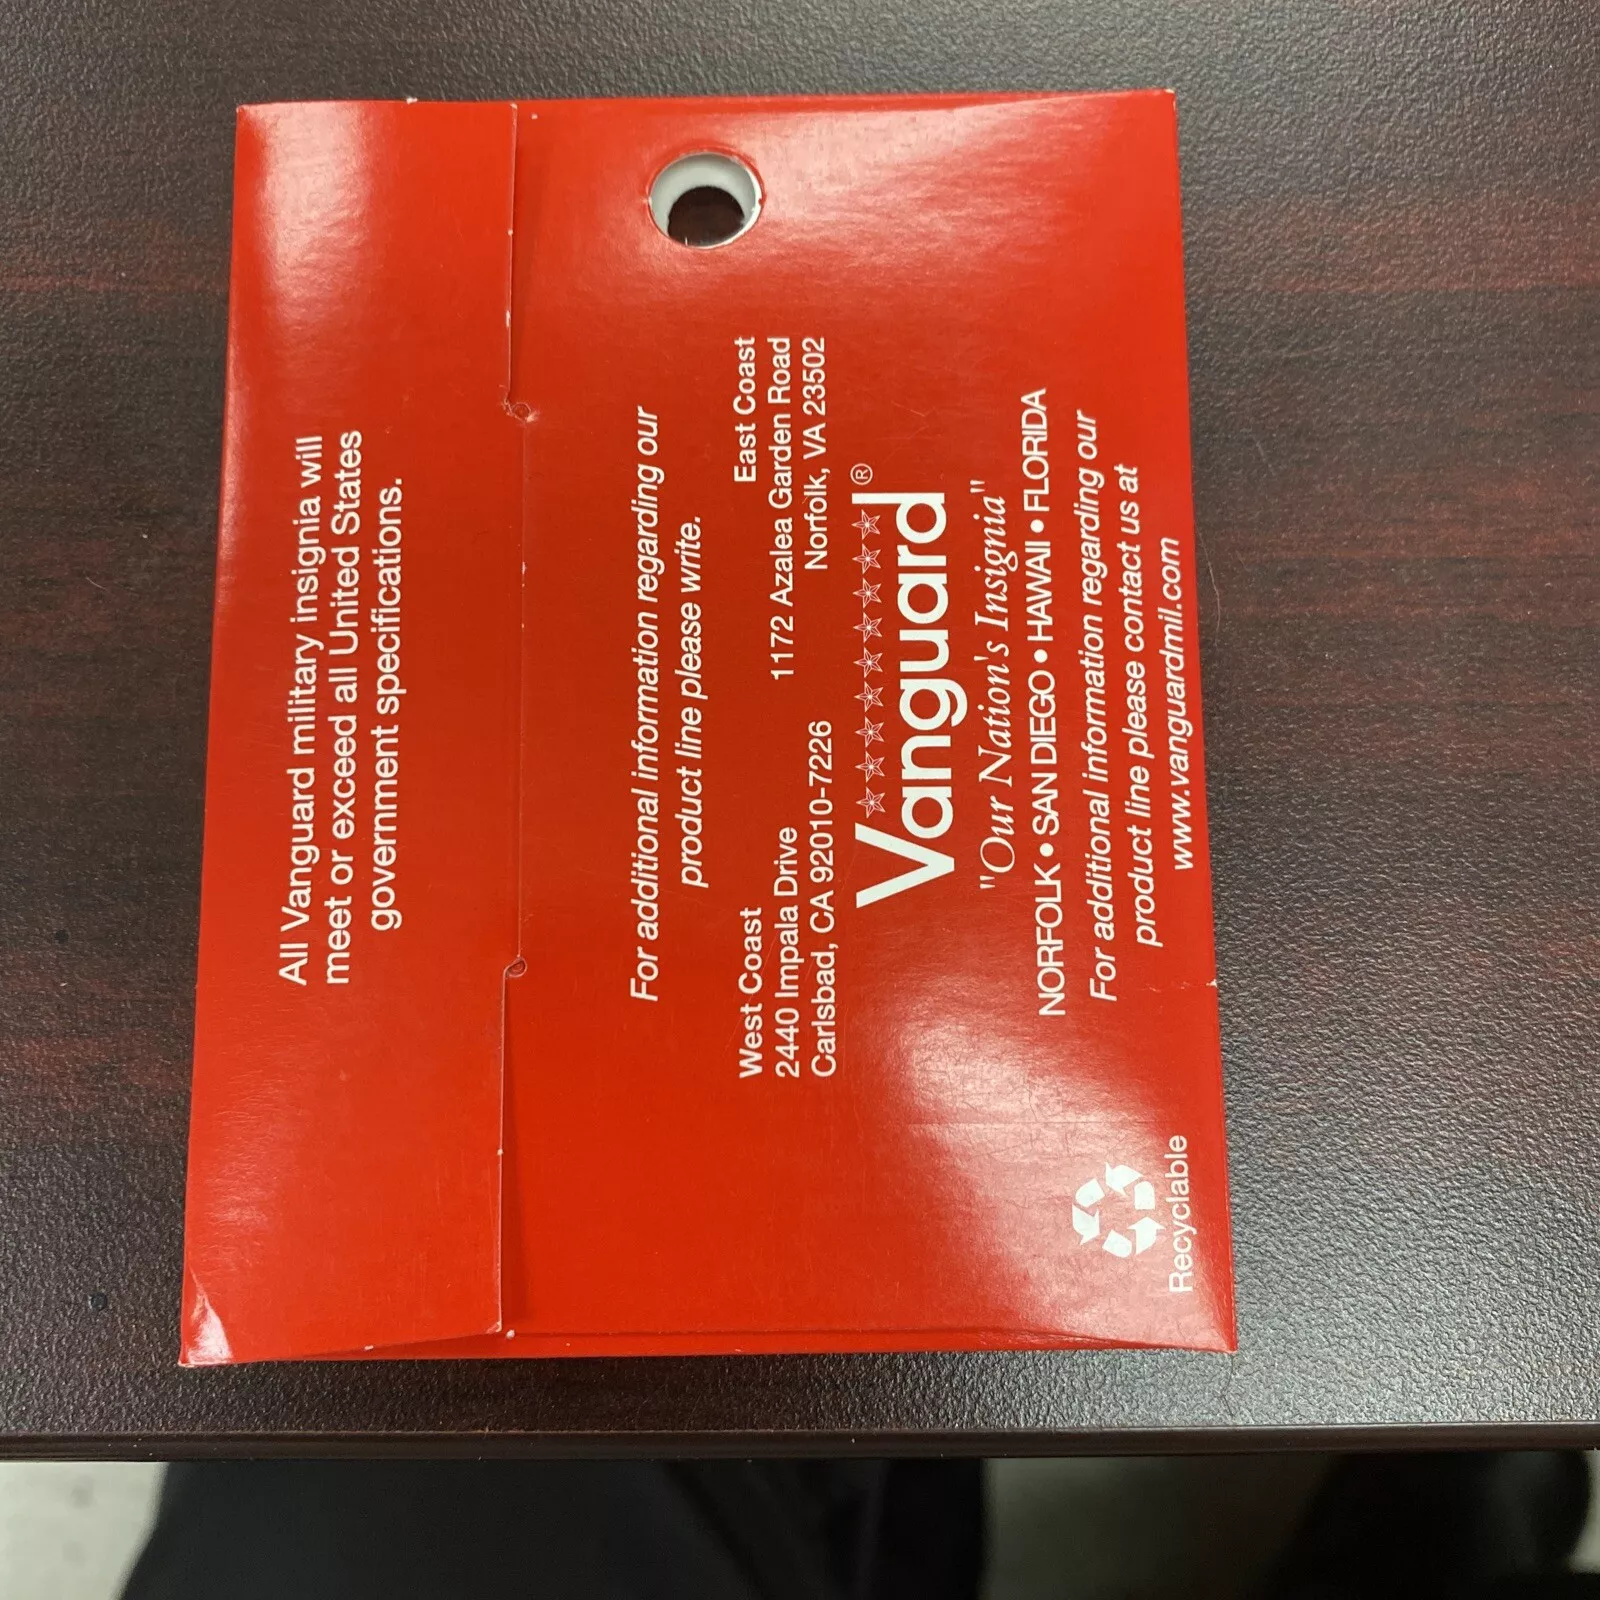 All Vanguard military insignia will
meet or exceed all United States
government specifications.
For additional information regarding our
product line please write.
West Coast
2440 Impala Drive
Carlsbad, CA 92010-7226
East Coast
1172 Azalea Garden Road
Norfolk, VA 23502
Vanguard®
"Our Nation's Insignia"
NORFOLK • SAN DIEGO • HAWAII • FLORIDA
For additional information regarding our
product line please contact us at
www.vanguardmil.com
Recyclable